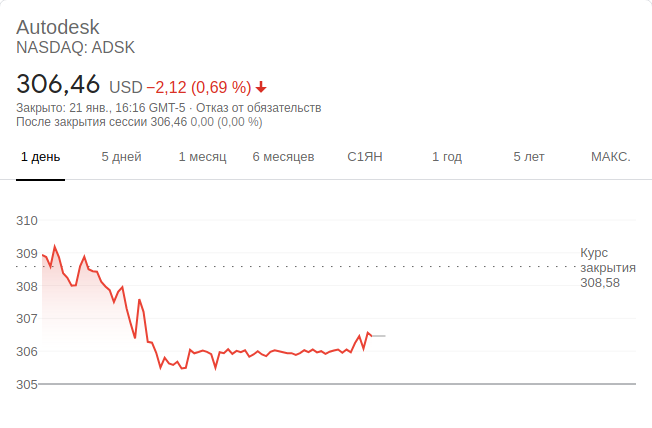 Autodesk
NASDAQ: ADSK
306,46 USD −2,12 (0,69 %)
Закрыто: 21 янв., 16:16 GMT-5 · Отказ от обязательств
После закрытия сессии 306,46 0,00 (0,00 %)
1 день 5 дней 1 месяц 6 месяцев С1ЯН 1 год 5 лет МАКС.
310
309
308
307
306
305
Курс
закрытия
308,58